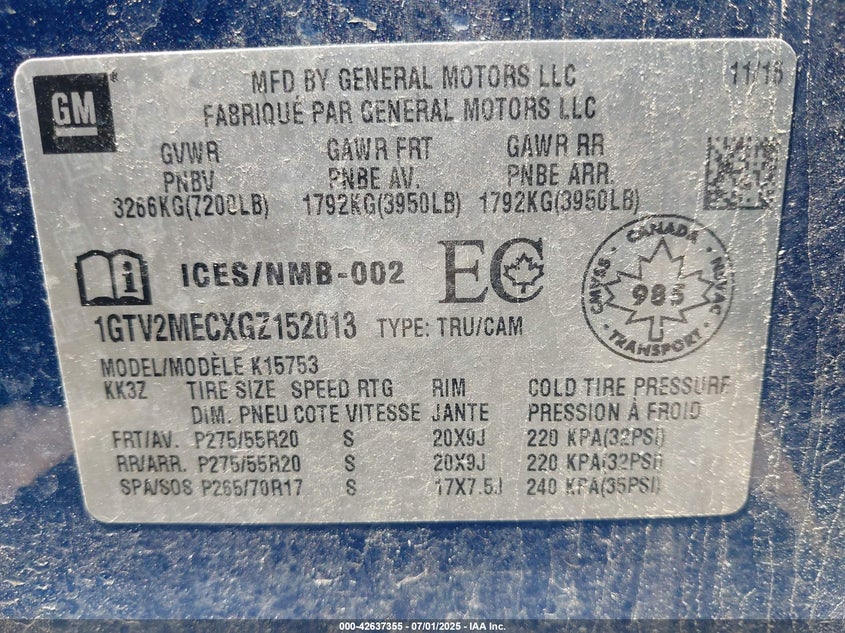 GM
MFD BY GENERAL MOTORS LLC
11/15
FABRIQUÉ PAR GENERAL MOTORS LLC
GVWR GAWR FRT GAWR RR
PNBV PNBE AV. PNBE ARR.
3266KG(7200LB) 1792KG(3950LB) 1792KG(3950LB)
ICES/NMB-002 EC
CANADA
CMVSS 985 NSVAC
TRANSPORT
1GTV2MECXGZ152013 TYPE: TRU/CAM
MODEL/MODÈLE K15753
KK3Z TIRE SIZE SPEED RTG RIM COLD TIRE PRESSURE
DIM. PNEU COTE VITESSE JANTE PRESSION À FROID
FRT/AV. P275/55R20 S 20X9J 220 KPA(32PSI)
RR/ARR. P275/55R20 S 20X9J 220 KPA(32PSI)
SPA/SOS P265/70R17 S 17X7.5J 240 KPA(35PSI)
000-42637355 - 07/01/2025 - IAA Inc.